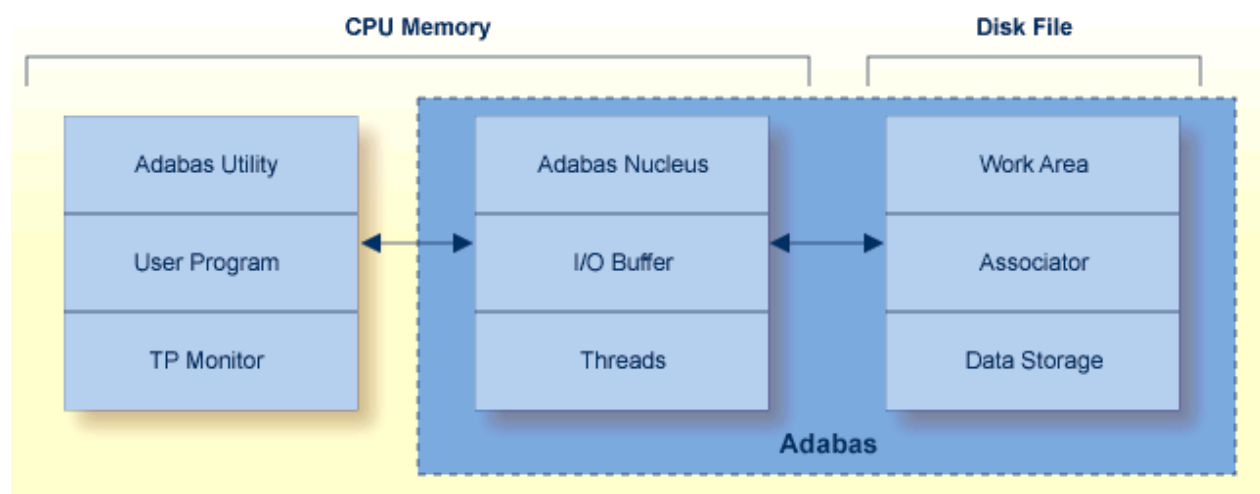 CPU Memory
Disk File
Adabas Utility
User Program
TP Monitor
Adabas Nucleus
I/O Buffer
Threads
Work Area
Associator
Data Storage
Adabas